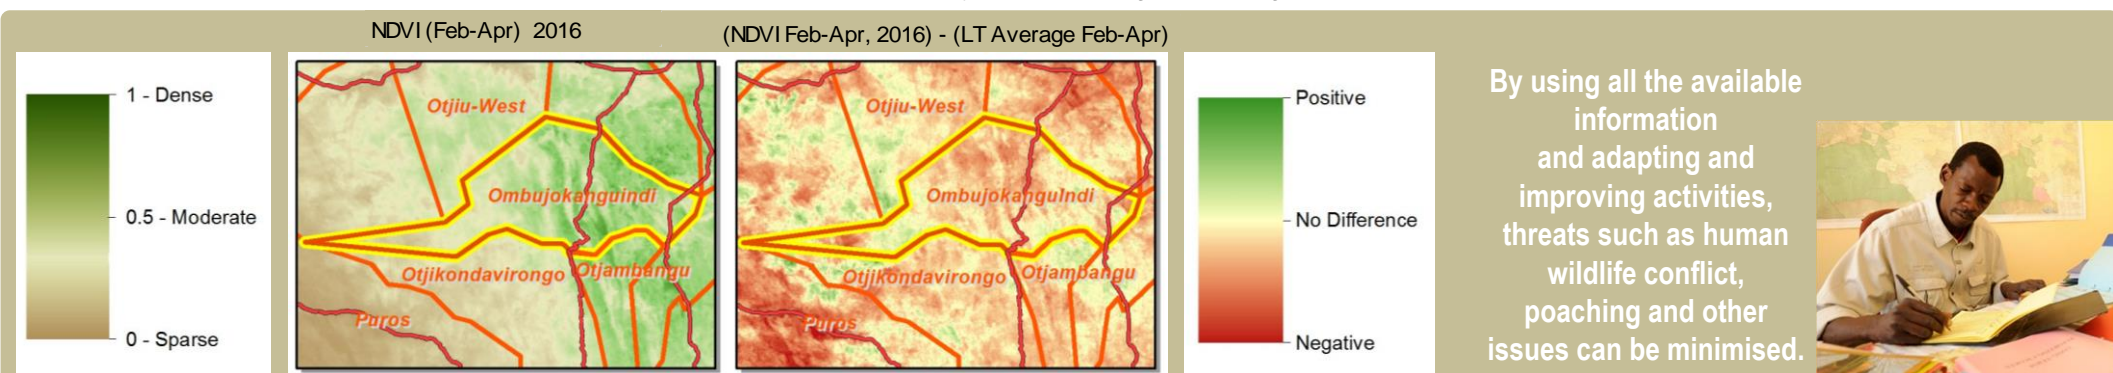 NDVI (Feb-Apr) 2016
(NDVI Feb-Apr, 2016) - (LT Average Feb-Apr)
1 - Dense
0.5 - Moderate
0 - Sparse
Otjiu-West
Ombujokanguindi
Otjikondavirongo
Otjambangu
Puros
Otjiu-West
Ombujokanguindi
Otjikondavirongo
Otjambangu
Puros
Positive
No Difference
Negative
By using all the available
information
and adapting and
improving activities,
threats such as human
wildlife conflict,
poaching and other
issues can be minimised.